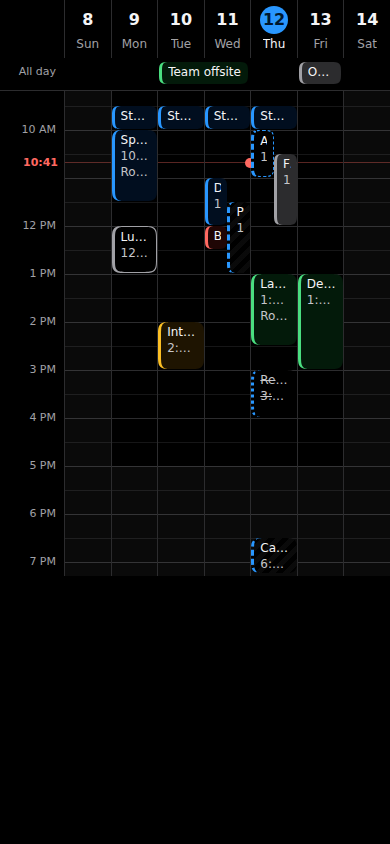 8 9 10 11 12 13 14
Sun Mon Tue Wed Thu Fri Sat
All day
Team offsite
O…
St…
St…
St…
St…
10 AM
Sp…
10…
Ro…
A
1
10:41
F
1
D
1
P
1
12 PM
Lu…
12…
B
1 PM
La…
1:…
Ro…
De…
1:…
2 PM
Int…
2:…
3 PM
Re…
3:…
4 PM
5 PM
6 PM
Ca…
6:…
7 PM